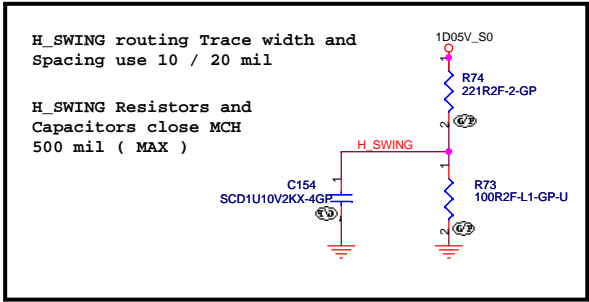 H_SWING routing Trace width and
Spacing use 10 / 20 mil
H_SWING Resistors and
Capacitors close MCH
500 mil ( MAX )
1D05V_S0
1
R74
221R2F-2-GP
2
G/P
H_SWING
1
C154
SCD1U10V2KX-4GP
1
R73
100R2F-L1-GP-U
2
G/P